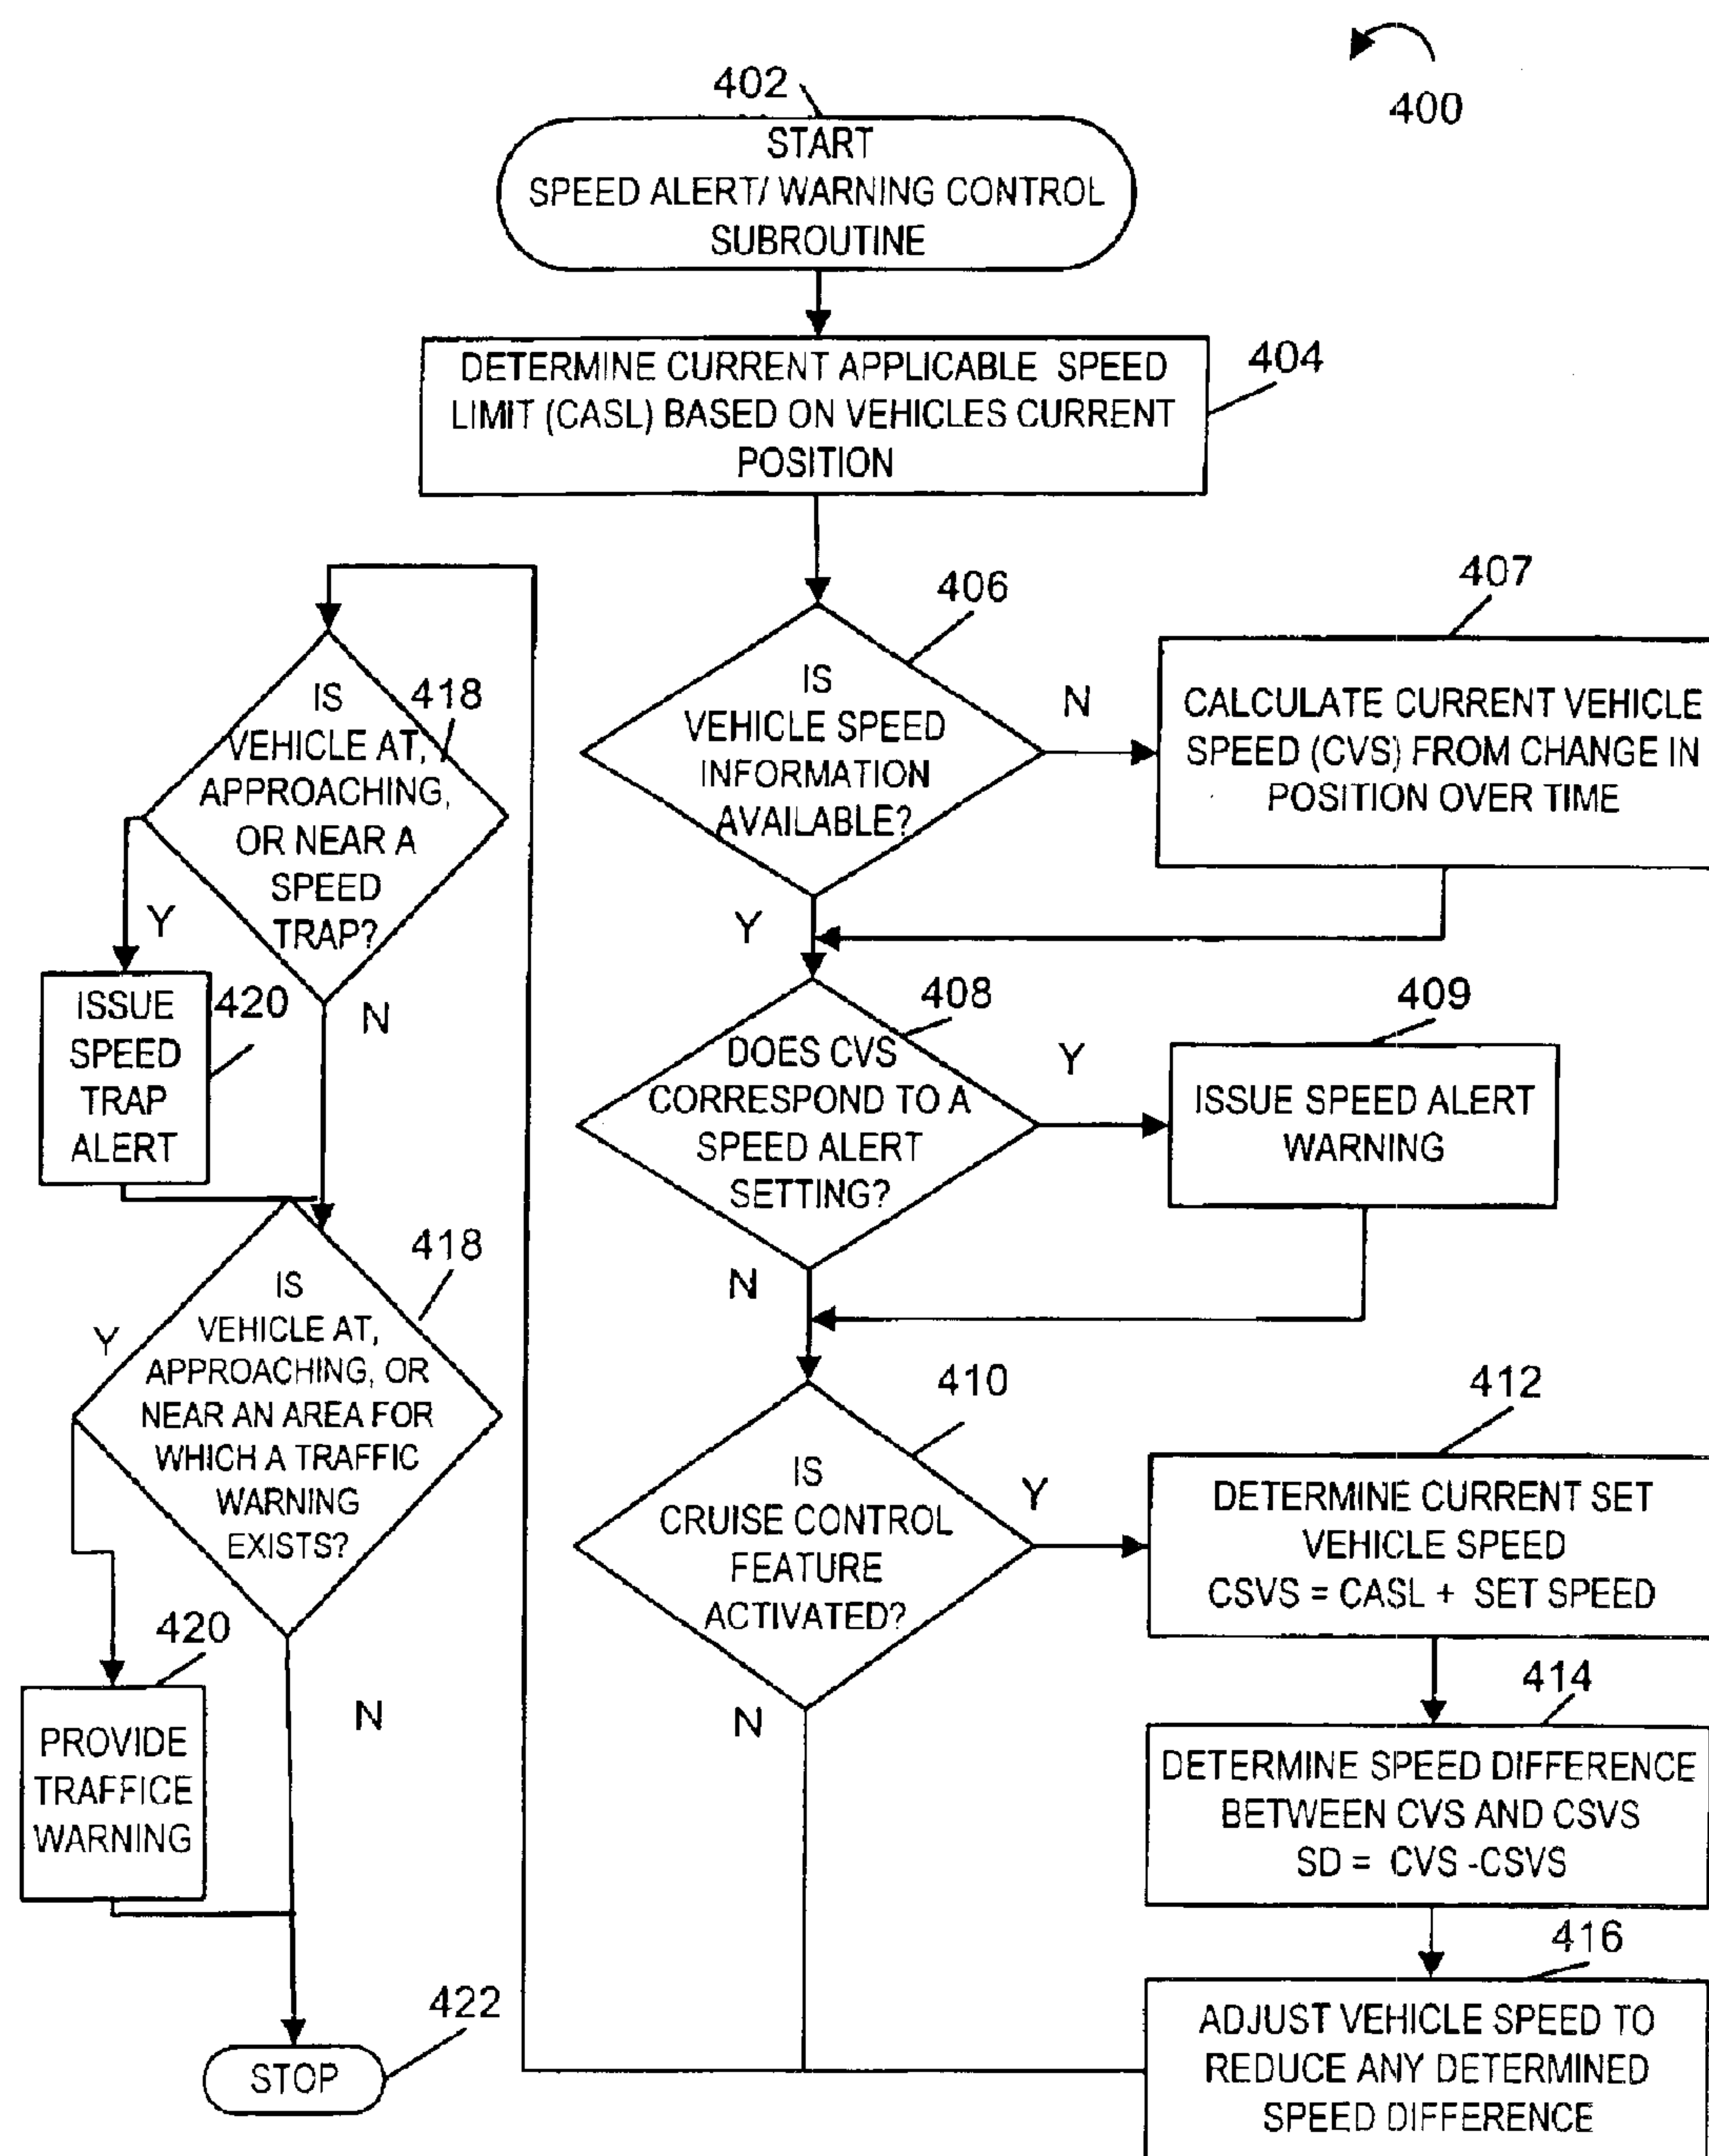 400
402
START
SPEED ALERT/ WARNING CONTROL
SUBROUTINE
404
DETERMINE CURRENT APPLICABLE SPEED
LIMIT (CASL) BASED ON VEHICLES CURRENT
POSITION
406
IS
VEHICLE SPEED
INFORMATION
AVAILABLE?
N
Y
407
CALCULATE CURRENT VEHICLE
SPEED (CVS) FROM CHANGE IN
POSITION OVER TIME
408
DOES CVS
CORRESPOND TO A
SPEED ALERT
SETTING?
Y
N
409
ISSUE SPEED ALERT
WARNING
410
IS
CRUISE CONTROL
FEATURE
ACTIVATED?
Y
N
412
DETERMINE CURRENT SET
VEHICLE SPEED
CSVS = CASL + SET SPEED
414
DETERMINE SPEED DIFFERENCE
BETWEEN CVS AND CSVS
SD = CVS -CSVS
416
ADJUST VEHICLE SPEED TO
REDUCE ANY DETERMINED
SPEED DIFFERENCE
418
IS
VEHICLE AT,
APPROACHING,
OR NEAR A
SPEED
TRAP?
Y
N
420
ISSUE
SPEED
TRAP
ALERT
418
IS
VEHICLE AT,
APPROACHING, OR
NEAR AN AREA FOR
WHICH A TRAFFIC
WARNING
EXISTS?
Y
N
420
PROVIDE
TRAFFICE
WARNING
422
STOP